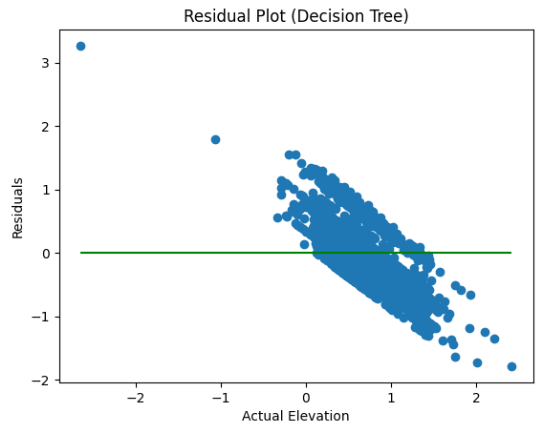 Residual Plot (Decision Tree)
3
2
1
0
−1
−2
Residuals
−2 −1 0 1 2
Actual Elevation